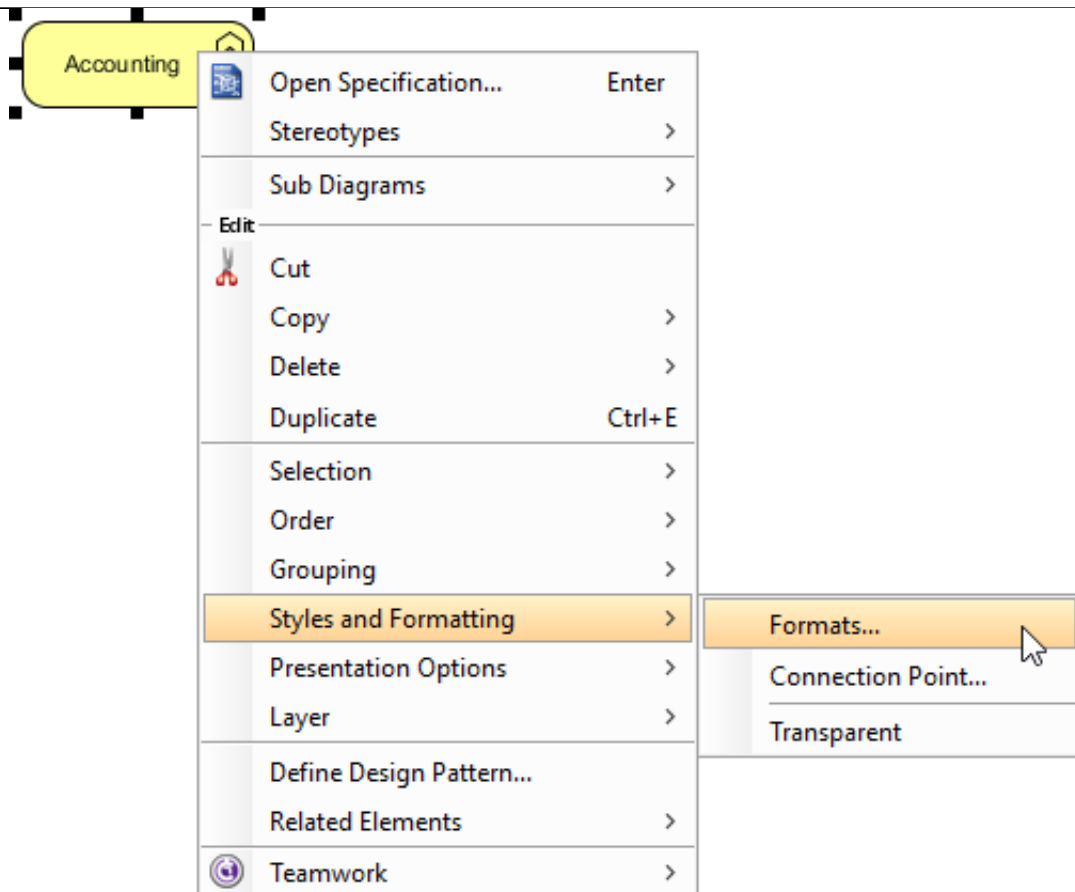 Accounting
Open Specification... Enter
Stereotypes
Sub Diagrams
Edit
Cut
Copy
Delete
Duplicate Ctrl+E
Selection
Order
Grouping
Styles and Formatting
Formats...
Presentation Options
Connection Point...
Layer
Transparent
Define Design Pattern...
Related Elements
Teamwork